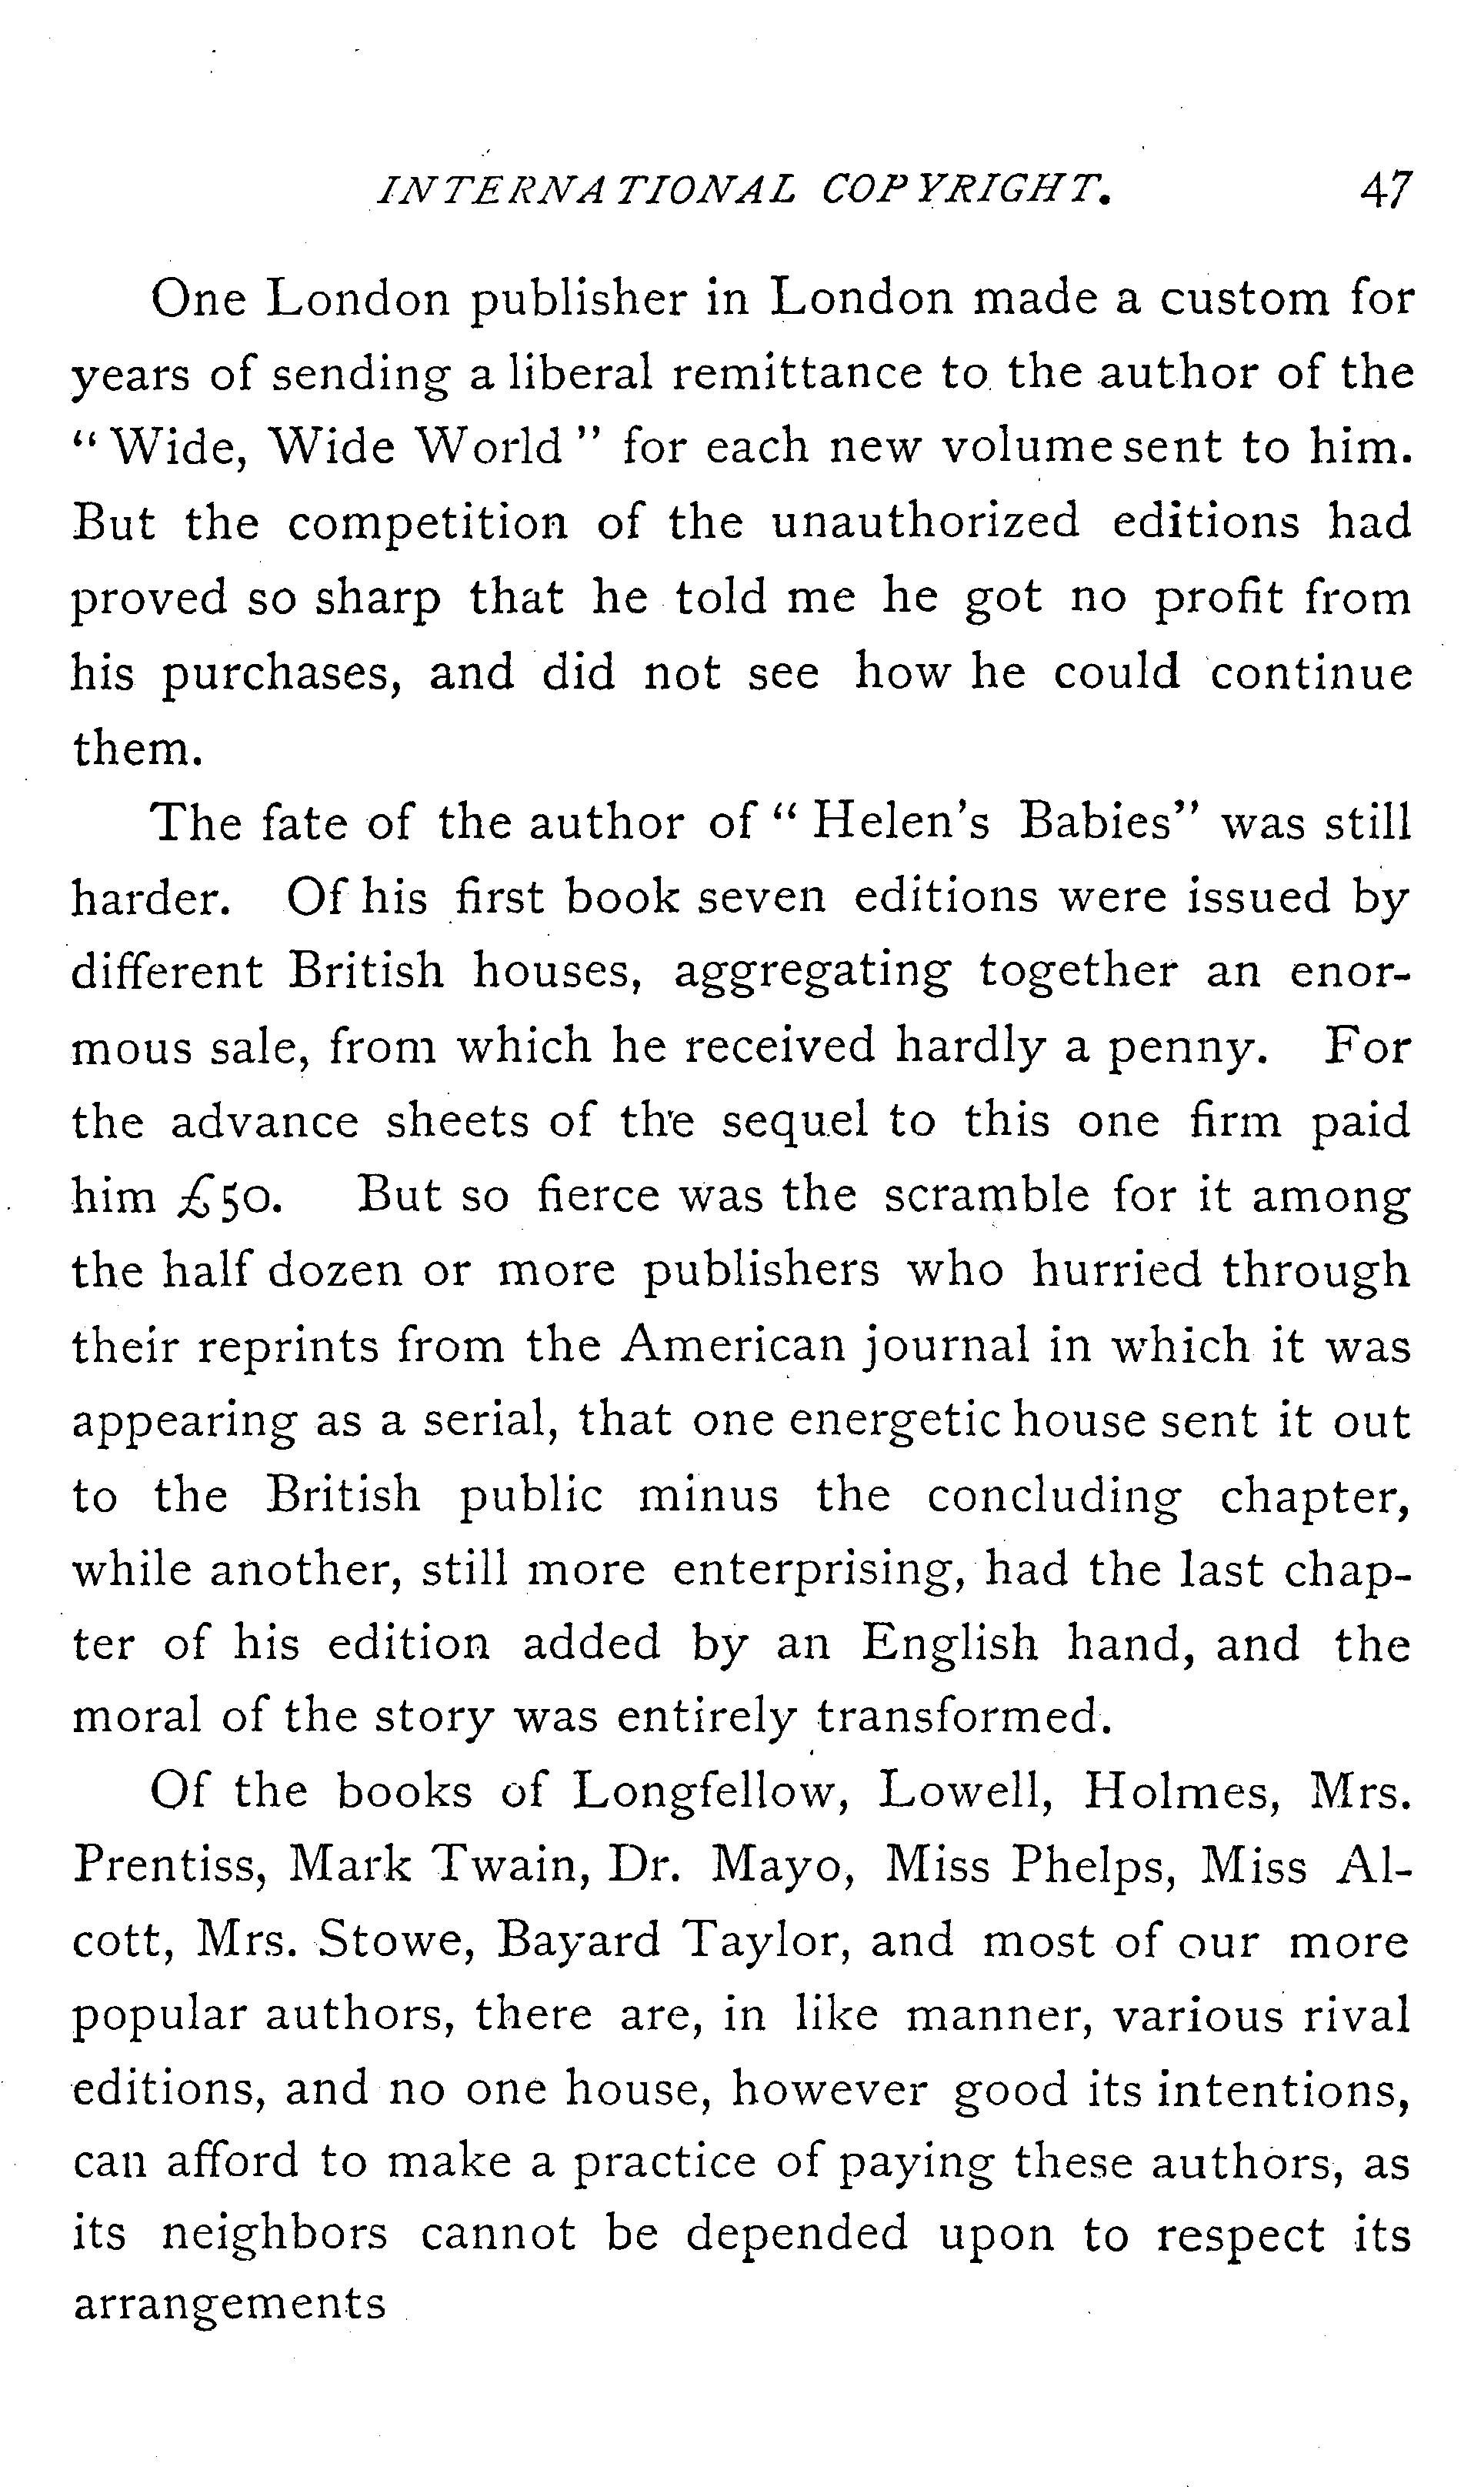 INTERNATIONAL COPYRIGHT. 47
One London publisher in London made a custom for
years of sending a liberal remittance to the author of the
“Wide, Wide World” for each new volume sent to him.
But the competition of the unauthorized editions had
proved so sharp that he told me he got no profit from
his purchases, and did not see how he could continue
them.
The fate of the author of “Helen's Babies” was still
harder. Of his first book seven editions were issued by
different British houses, aggregating together an enor-
mous sale, from which he received hardly a penny. For
the advance sheets of the sequel to this one firm paid
him £50. But so fierce was the scramble for it among
the half dozen or more publishers who hurried through
their reprints from the American journal in which it was
appearing as a serial, that one energetic house sent it out
to the British public minus the concluding chapter,
while another, still more enterprising, had the last chap-
ter of his edition added by an English hand, and the
moral of the story was entirely transformed.
Of the books of Longfellow, Lowell, Holmes, Mrs.
Prentiss, Mark Twain, Dr. Mayo, Miss Phelps, Miss Al-
cott, Mrs. Stowe, Bayard Taylor, and most of our more
popular authors, there are, in like manner, various rival
editions, and no one house, however good its intentions,
can afford to make a practice of paying these authors, as
its neighbors cannot be depended upon to respect its
arrangements